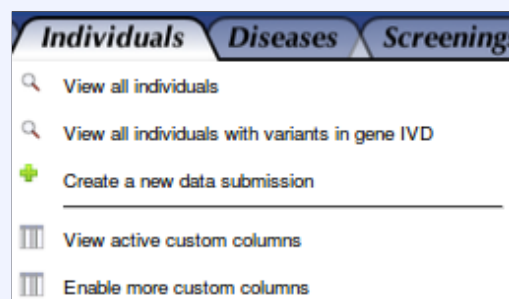 Individuals Diseases Screenings
View all individuals
View all individuals with variants in gene IVD
Create a new data submission
View active custom columns
Enable more custom columns